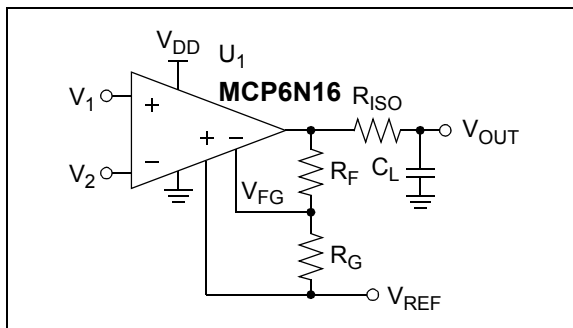 V_DD
U_1
MCP6N16
V_1
+
+ −
R_ISO
V_OUT
V_2
−
R_F
C_L
V_FG
R_G
V_REF